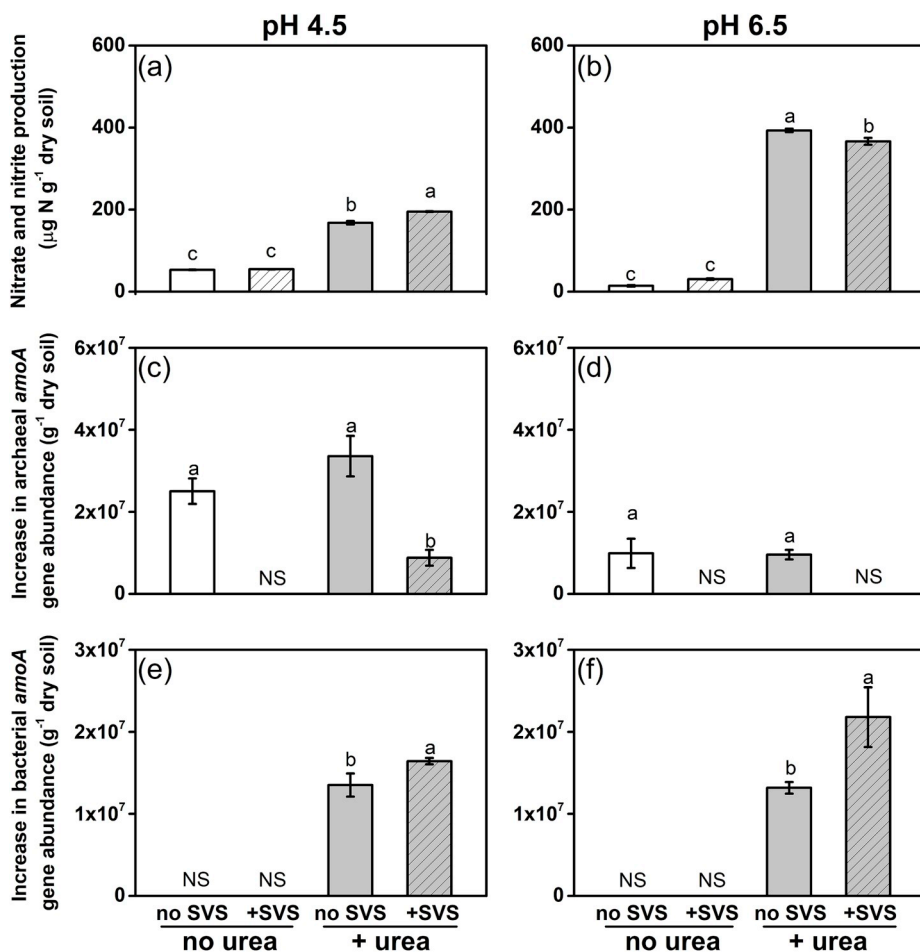 pH 4.5
pH 6.5
Nitrate and nitrite production
(µg N g⁻¹ dry soil)
600
400
200
0
(a)
c
c
b
a
600
400
200
0
(b)
c
c
a
b
Increase in archaeal amoA
gene abundance (g⁻¹ dry soil)
6x10⁷
4x10⁷
2x10⁷
0
(c)
a
NS
a
b
6x10⁷
4x10⁷
2x10⁷
0
(d)
a
NS
a
NS
Increase in bacterial amoA
gene abundance (g⁻¹ dry soil)
3x10⁷
2x10⁷
1x10⁷
0
(e)
NS
NS
b
a
3x10⁷
2x10⁷
1x10⁷
0
(f)
NS
NS
b
a
no SVS +SVS no SVS +SVS
no urea + urea
no SVS +SVS no SVS +SVS
no urea + urea